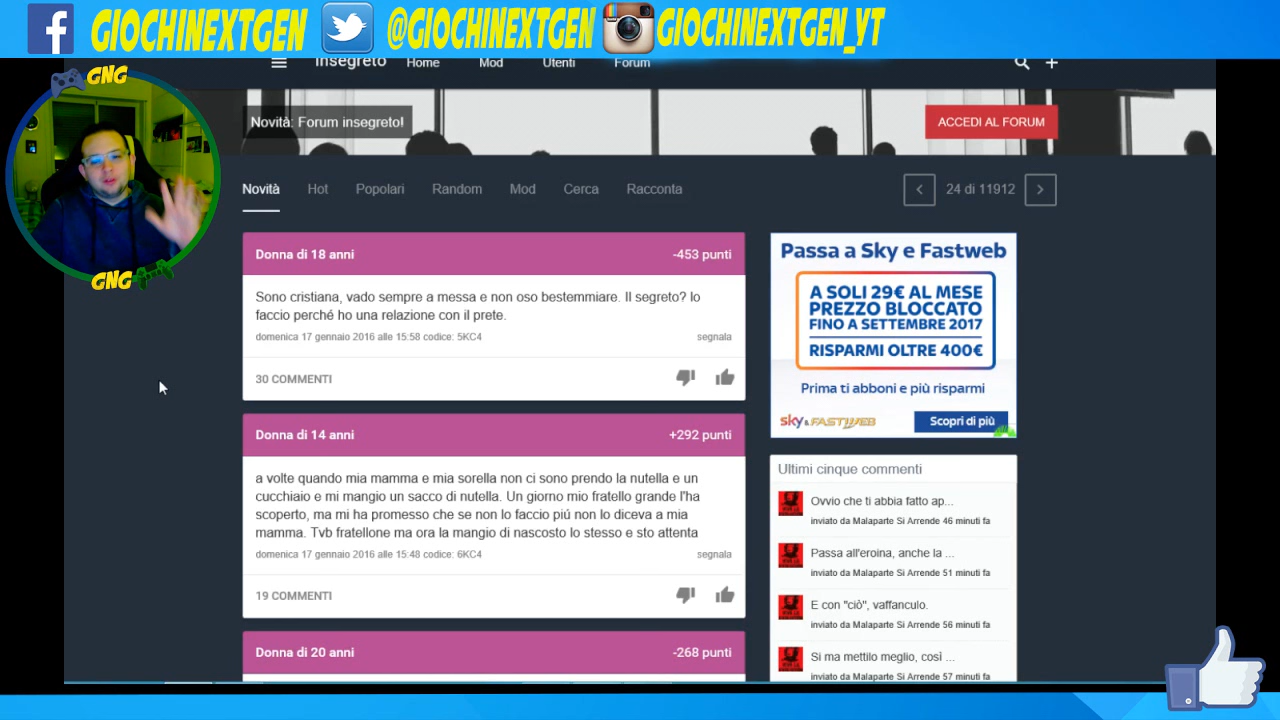 GIOCHINEXTGEN @GIOCHINEXTGEN GIOCHINEXTGEN_YT
GNG
GNG
Insegreto Home Mod Utenti Forum
Novità: Forum insegreto!
ACCEDI AL FORUM
Novità Hot Popolari Random Mod Cerca Racconta
24 di 11912
Donna di 18 anni -453 punti
Sono cristiana, vado sempre a messa e non oso bestemmiare. Il segreto? Io
faccio perché ho una relazione con il prete.
domenica 17 gennaio 2016 alle 15:58 codice: 5KC4 segnala
30 COMMENTI
Donna di 14 anni +292 punti
a volte quando mia mamma e mia sorella non ci sono prendo la nutella e un
cucchiaio e mi mangio un sacco di nutella. Un giorno mio fratello grande l'ha
scoperto, ma mi ha promesso che se non lo faccio piú non lo diceva a mia
mamma. Tvb fratellone ma ora la mangio di nascosto lo stesso e sto attenta
domenica 17 gennaio 2016 alle 15:48 codice: 6KC4 segnala
19 COMMENTI
Donna di 20 anni -268 punti
Passa a Sky e Fastweb
A SOLI 29€ AL MESE
PREZZO BLOCCATO
FINO A SETTEMBRE 2017
RISPARMI OLTRE 400€
Prima ti abboni e più risparmi
sky & FASTWEB Scopri di più
Ultimi cinque commenti
Ovvio che ti abbia fatto ap...
inviato da Malaparte Si Arrende 46 minuti fa
Passa all'eroina, anche la ...
inviato da Malaparte Si Arrende 51 minuti fa
E con "ciò", vaffanculo.
inviato da Malaparte Si Arrende 56 minuti fa
Si ma mettilo meglio, così ...
inviato da Malaparte Si Arrende 57 minuti fa